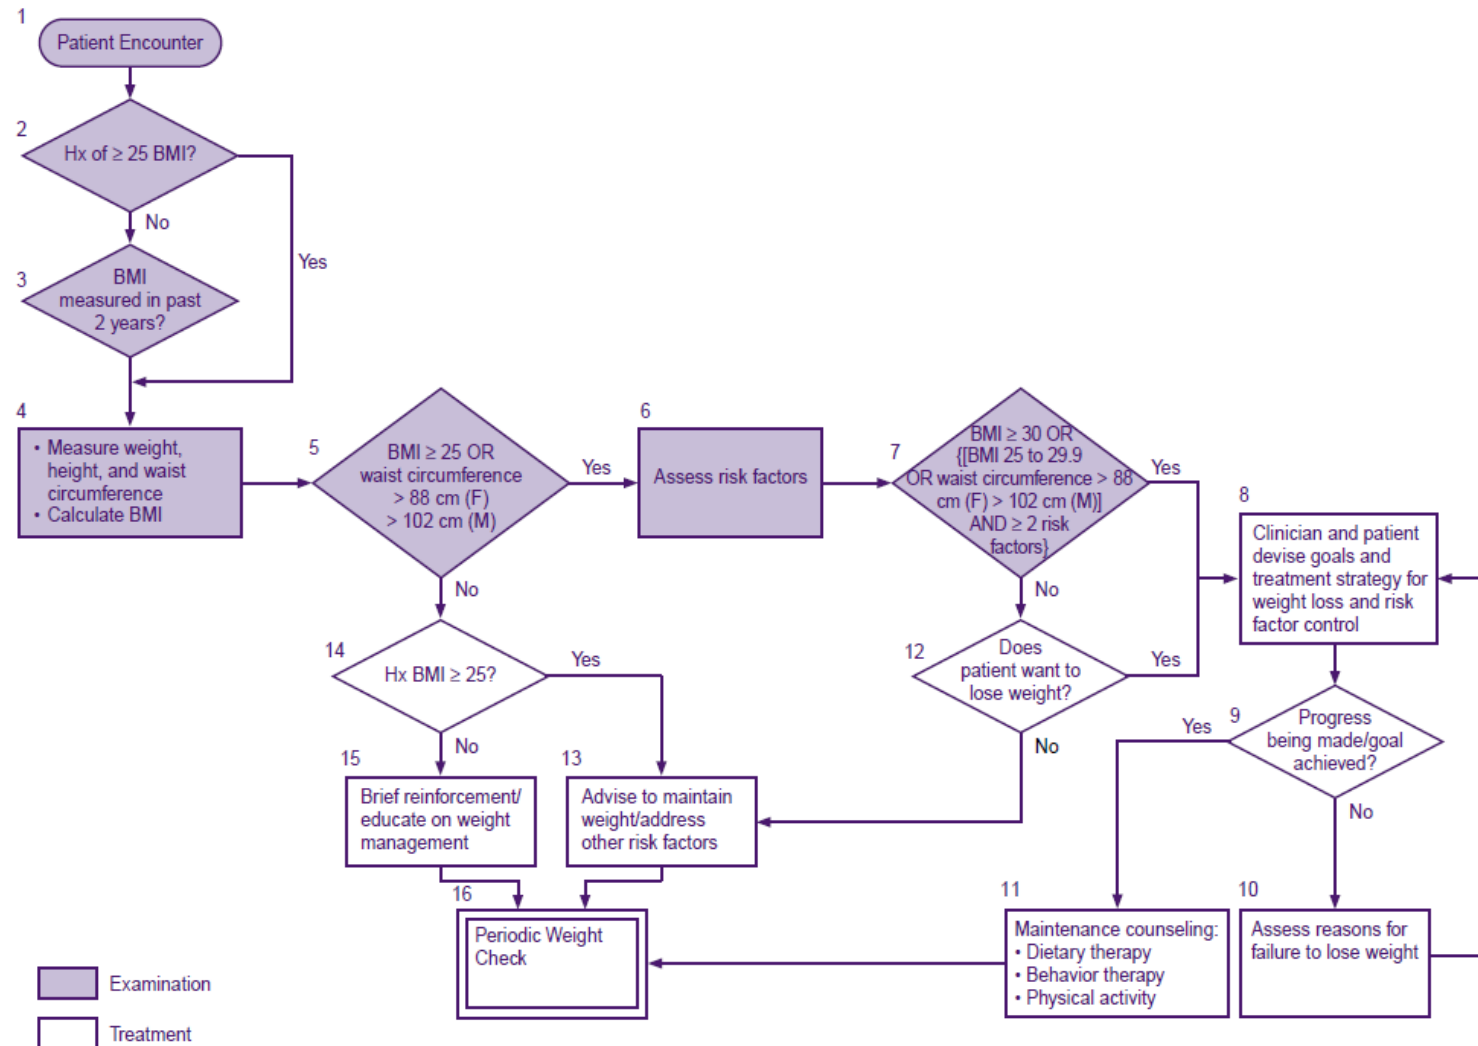 1
Patient Encounter
2
Hx of ≥ 25 BMI?
No
Yes
3
BMI
measured in past
2 years?
4
• Measure weight,
height, and waist
circumference
• Calculate BMI
5
BMI ≥ 25 OR
waist circumference
> 88 cm (F)
> 102 cm (M)
Yes
No
6
Assess risk factors
7
BMI ≥ 30 OR
{[BMI 25 to 29.9
OR waist circumference > 88
cm (F) > 102 cm (M)]
AND ≥ 2 risk
factors}
Yes
No
8
Clinician and patient
devise goals and
treatment strategy for
weight loss and risk
factor control
9
Progress
being made/goal
achieved?
Yes
No
10
Assess reasons for
failure to lose weight
11
Maintenance counseling:
• Dietary therapy
• Behavior therapy
• Physical activity
12
Does
patient want to
lose weight?
Yes
No
13
Advise to maintain
weight/address
other risk factors
14
Hx BMI ≥ 25?
Yes
No
15
Brief reinforcement/
educate on weight
management
16
Periodic Weight
Check
Examination
Treatment